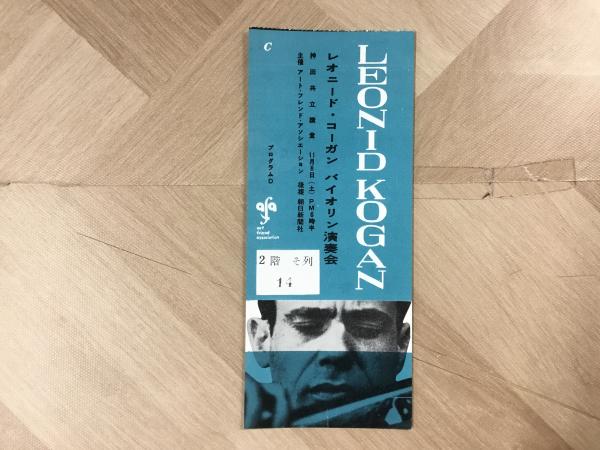 C
LEONID KOGAN
レオニード・コーガン バイオリン演奏会
神田共立講堂 11月8日(土)PM6時半
主催 アート・フレンド・アソシエーション 後援 朝日新聞社
プログラムD
afa
art
friend
association
2階 そ列
14